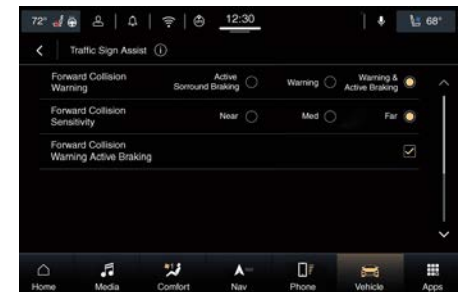 72° 12:30 68°
Traffic Sign Assist
Forward Collision
Warning
Active
Sorround Braking
Warning
Warning &
Active Braking
Forward Collision
Sensitivity
Near
Med
Far
Forward Collision
Warning Active Braking
Home Media Comfort Nav Phone Vehicle Apps